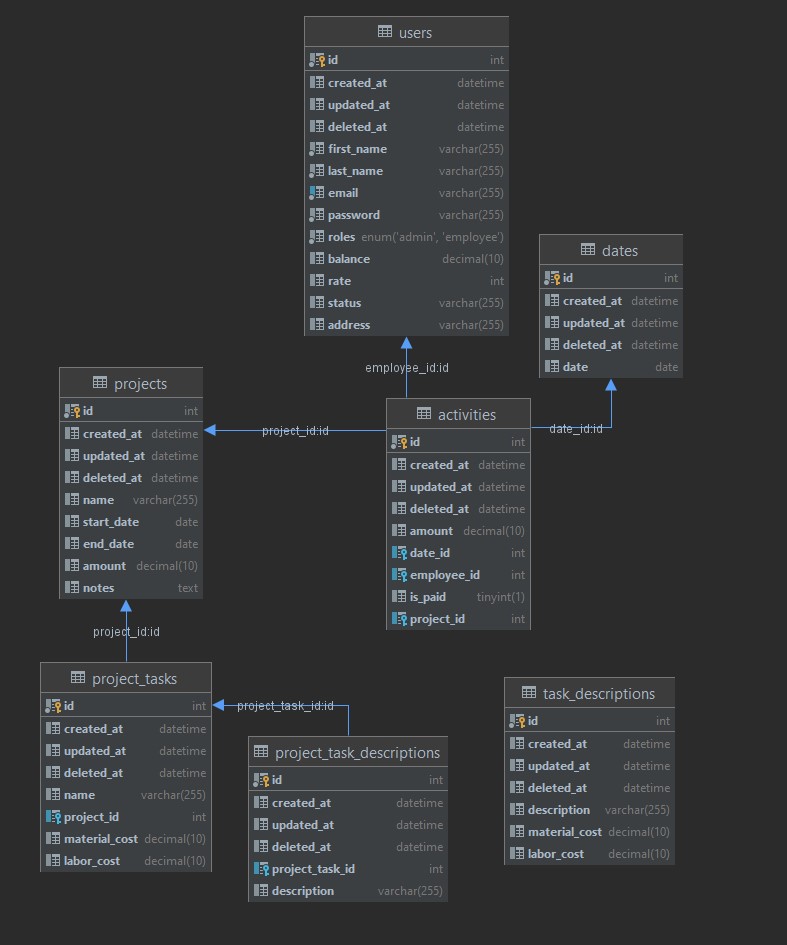 users
id int
created_at datetime
updated_at datetime
deleted_at datetime
first_name varchar(255)
last_name varchar(255)
email varchar(255)
password varchar(255)
roles enum('admin', 'employee')
balance decimal(10)
rate int
status varchar(255)
address varchar(255)
dates
id int
created_at datetime
updated_at datetime
deleted_at datetime
date date
employee_id:id
projects
id int
created_at datetime
updated_at datetime
deleted_at datetime
name varchar(255)
start_date date
end_date date
amount decimal(10)
notes text
project_id:id
activities
id int
created_at datetime
updated_at datetime
deleted_at datetime
amount decimal(10)
date_id int
employee_id int
is_paid tinyint(1)
project_id int
date_id:id
project_id:id
project_tasks
id int
created_at datetime
updated_at datetime
deleted_at datetime
name varchar(255)
project_id int
material_cost decimal(10)
labor_cost decimal(10)
project_task_id:id
project_task_descriptions
id int
created_at datetime
updated_at datetime
deleted_at datetime
project_task_id int
description varchar(255)
task_descriptions
id int
created_at datetime
updated_at datetime
deleted_at datetime
description varchar(255)
material_cost decimal(10)
labor_cost decimal(10)